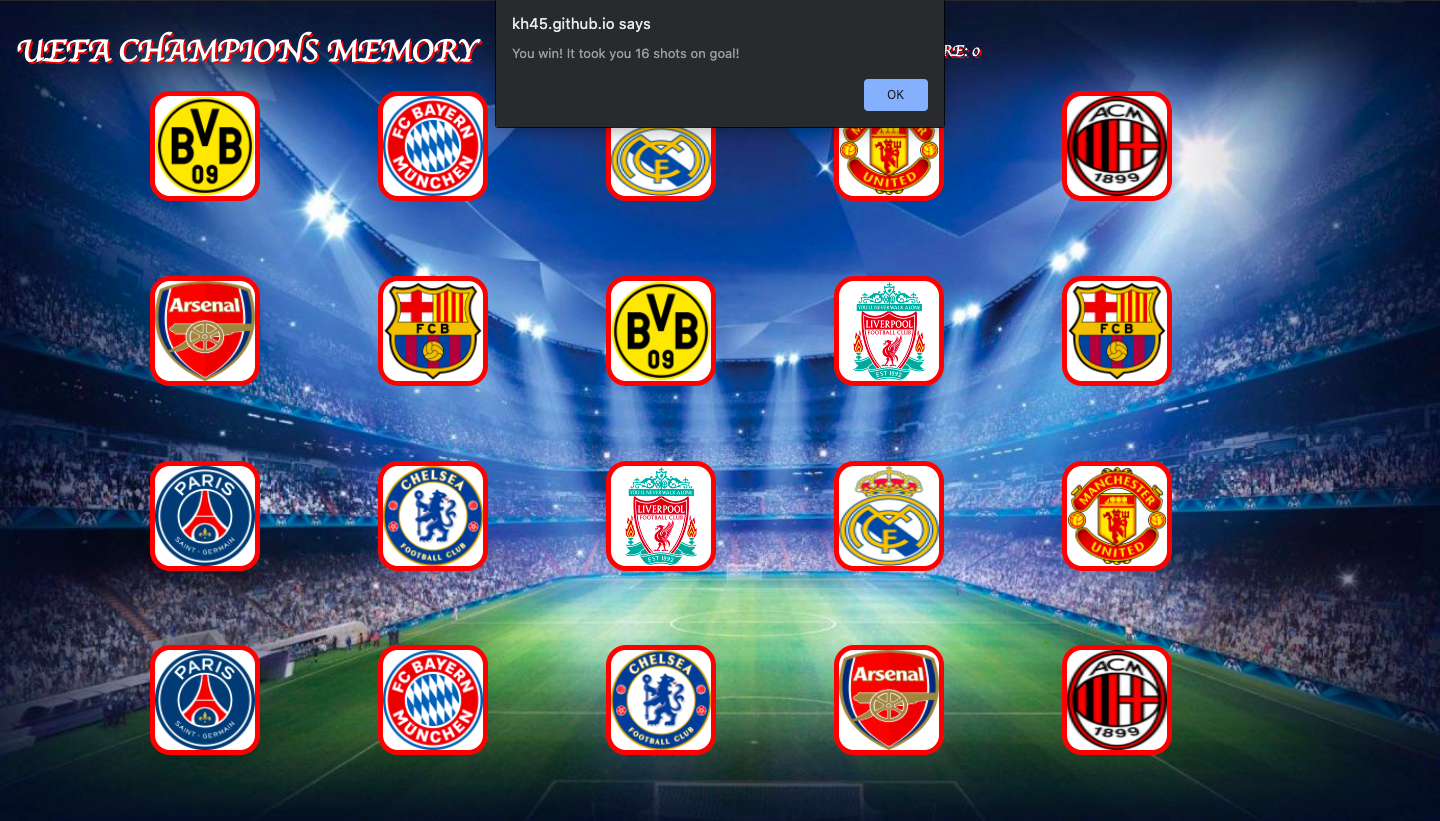 kh45.github.io says
You win! It took you 16 shots on goal!
OK
UEFA CHAMPIONS MEMORY
RE: 0
BVB
09
FC BAYERN
MÜNCHEN
UNITED
ACM
1899
Arsenal
FCB
BVB
09
YOU'LL NEVER WALK ALONE
LIVERPOOL
FOOTBALL CLUB
EST 1892
FCB
PARIS
SAINT-GERMAIN
CHELSEA
FOOTBALL CLUB
YOU'LL NEVER WALK ALONE
LIVERPOOL
FOOTBALL CLUB
EST 1892
MANCHESTER
UNITED
PARIS
SAINT-GERMAIN
FC BAYERN
MÜNCHEN
CHELSEA
FOOTBALL CLUB
Arsenal
ACM
1899